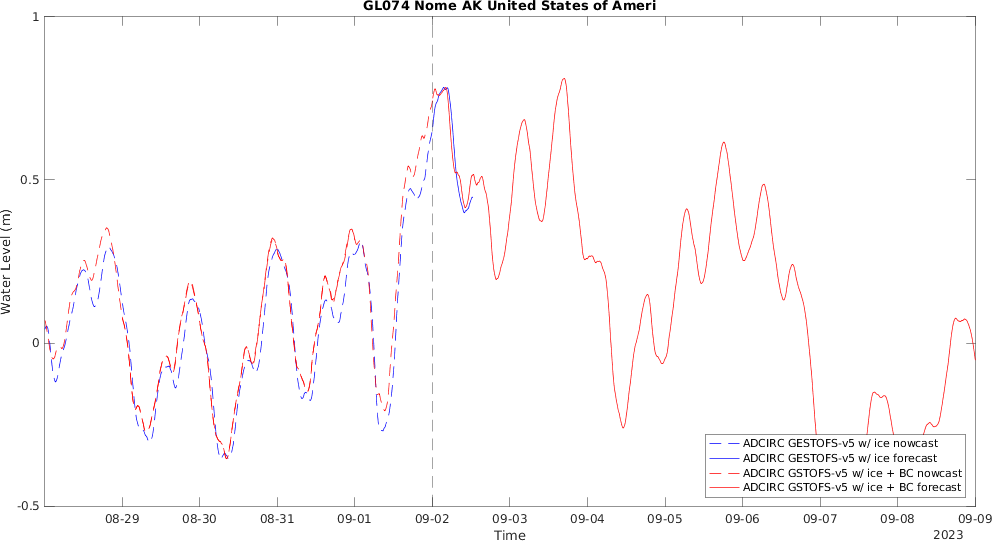 GL074 Nome AK United States of Ameri
1
0.5
0
-0.5
Water Level (m)
08-29 08-30 08-31 09-01 09-02 09-03 09-04 09-05 09-06 09-07 09-08 09-09
Time
2023
ADCIRC GESTOFS-v5 w/ ice nowcast
ADCIRC GESTOFS-v5 w/ ice forecast
ADCIRC GSTOFS-v5 w/ ice + BC nowcast
ADCIRC GSTOFS-v5 w/ ice + BC forecast